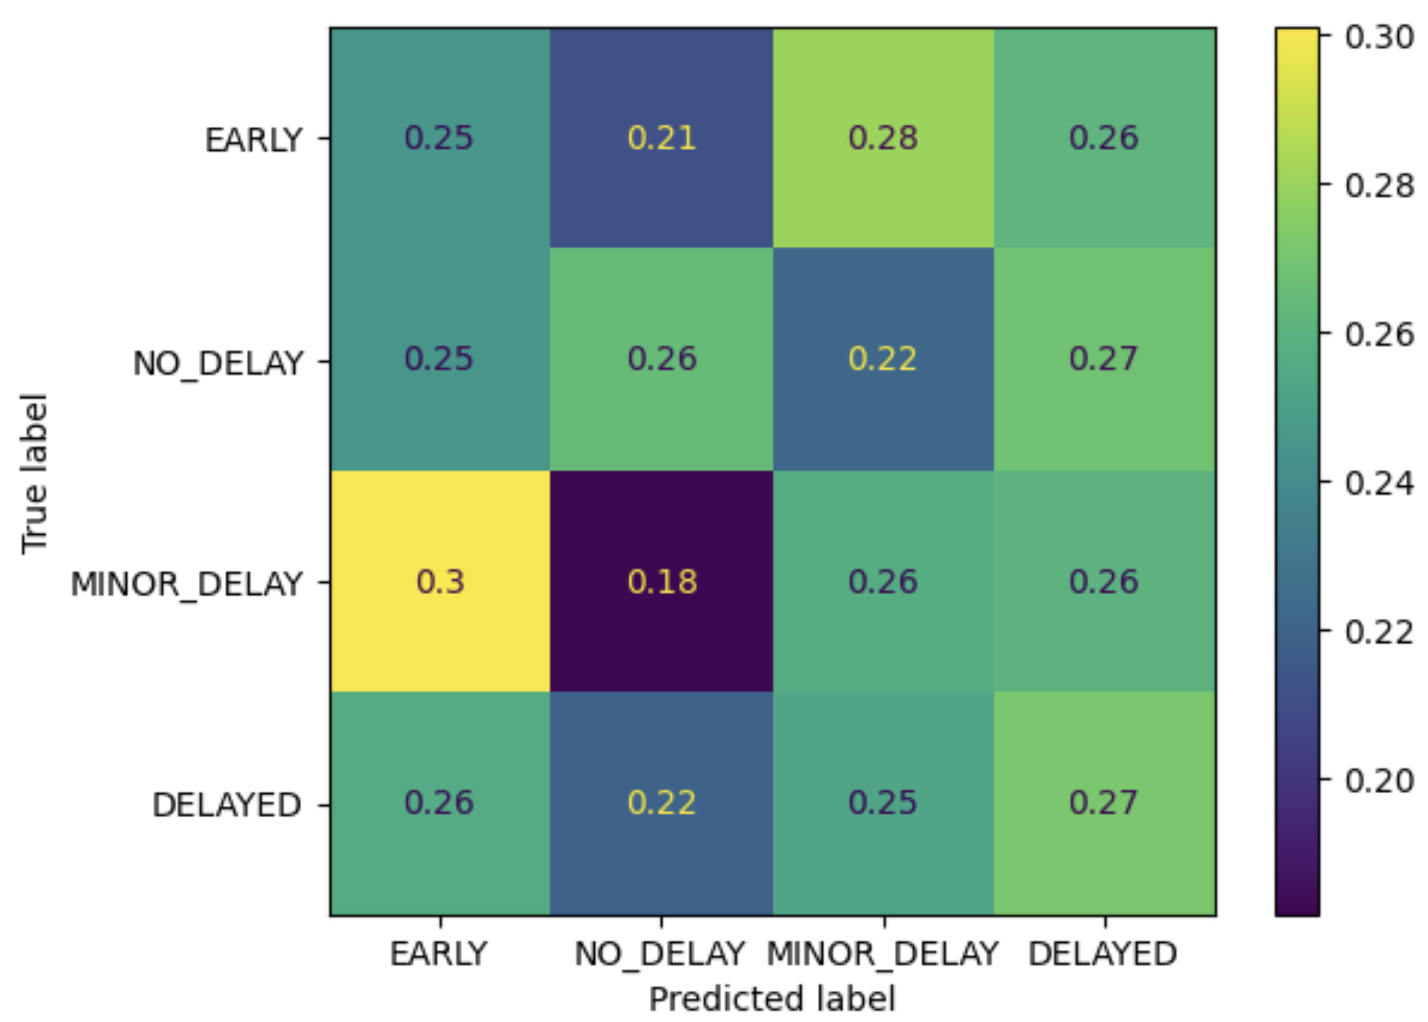 EARLY 0.25 0.21 0.28 0.26
NO_DELAY 0.25 0.26 0.22 0.27
MINOR_DELAY 0.3 0.18 0.26 0.26
DELAYED 0.26 0.22 0.25 0.27
EARLY NO_DELAY MINOR_DELAY DELAYED
Predicted label
True label
0.30
0.28
0.26
0.24
0.22
0.20